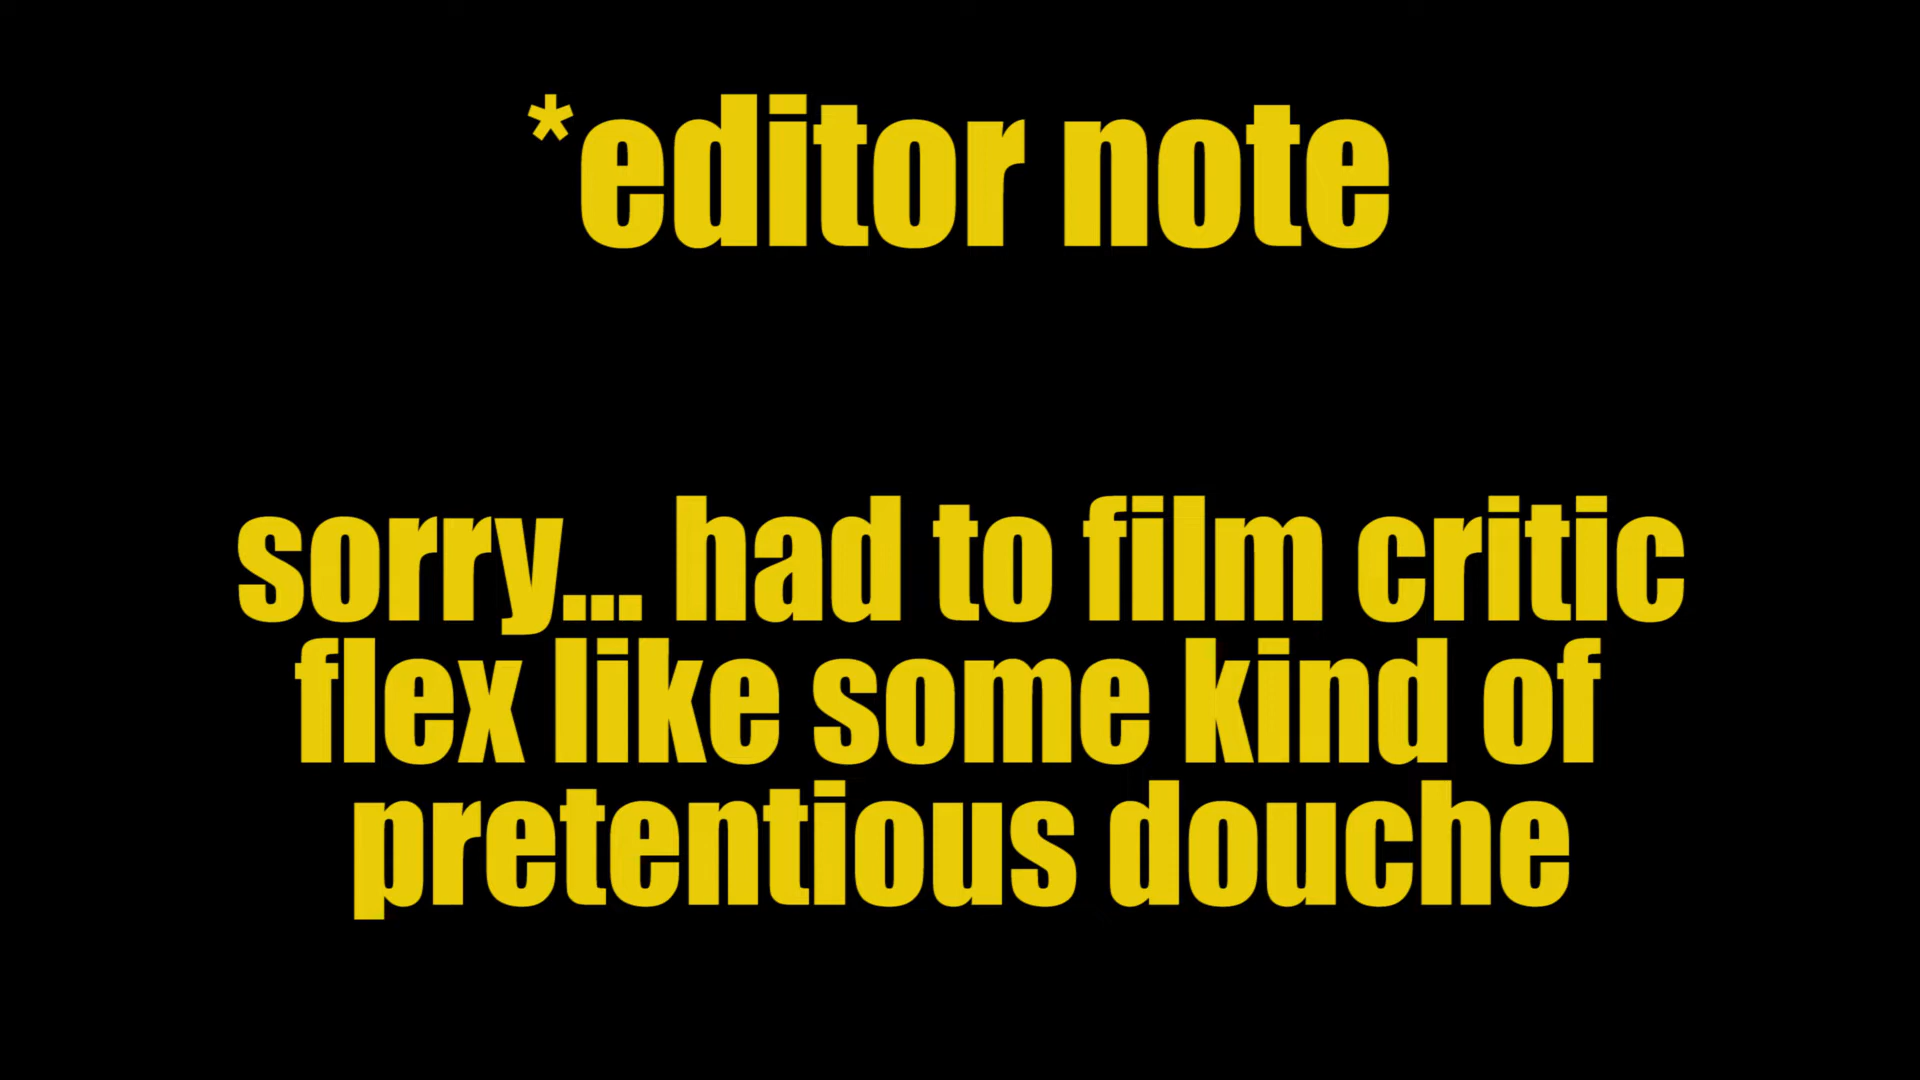 *editor note
sorry... had to film critic
flex like some kind of
pretentious douche